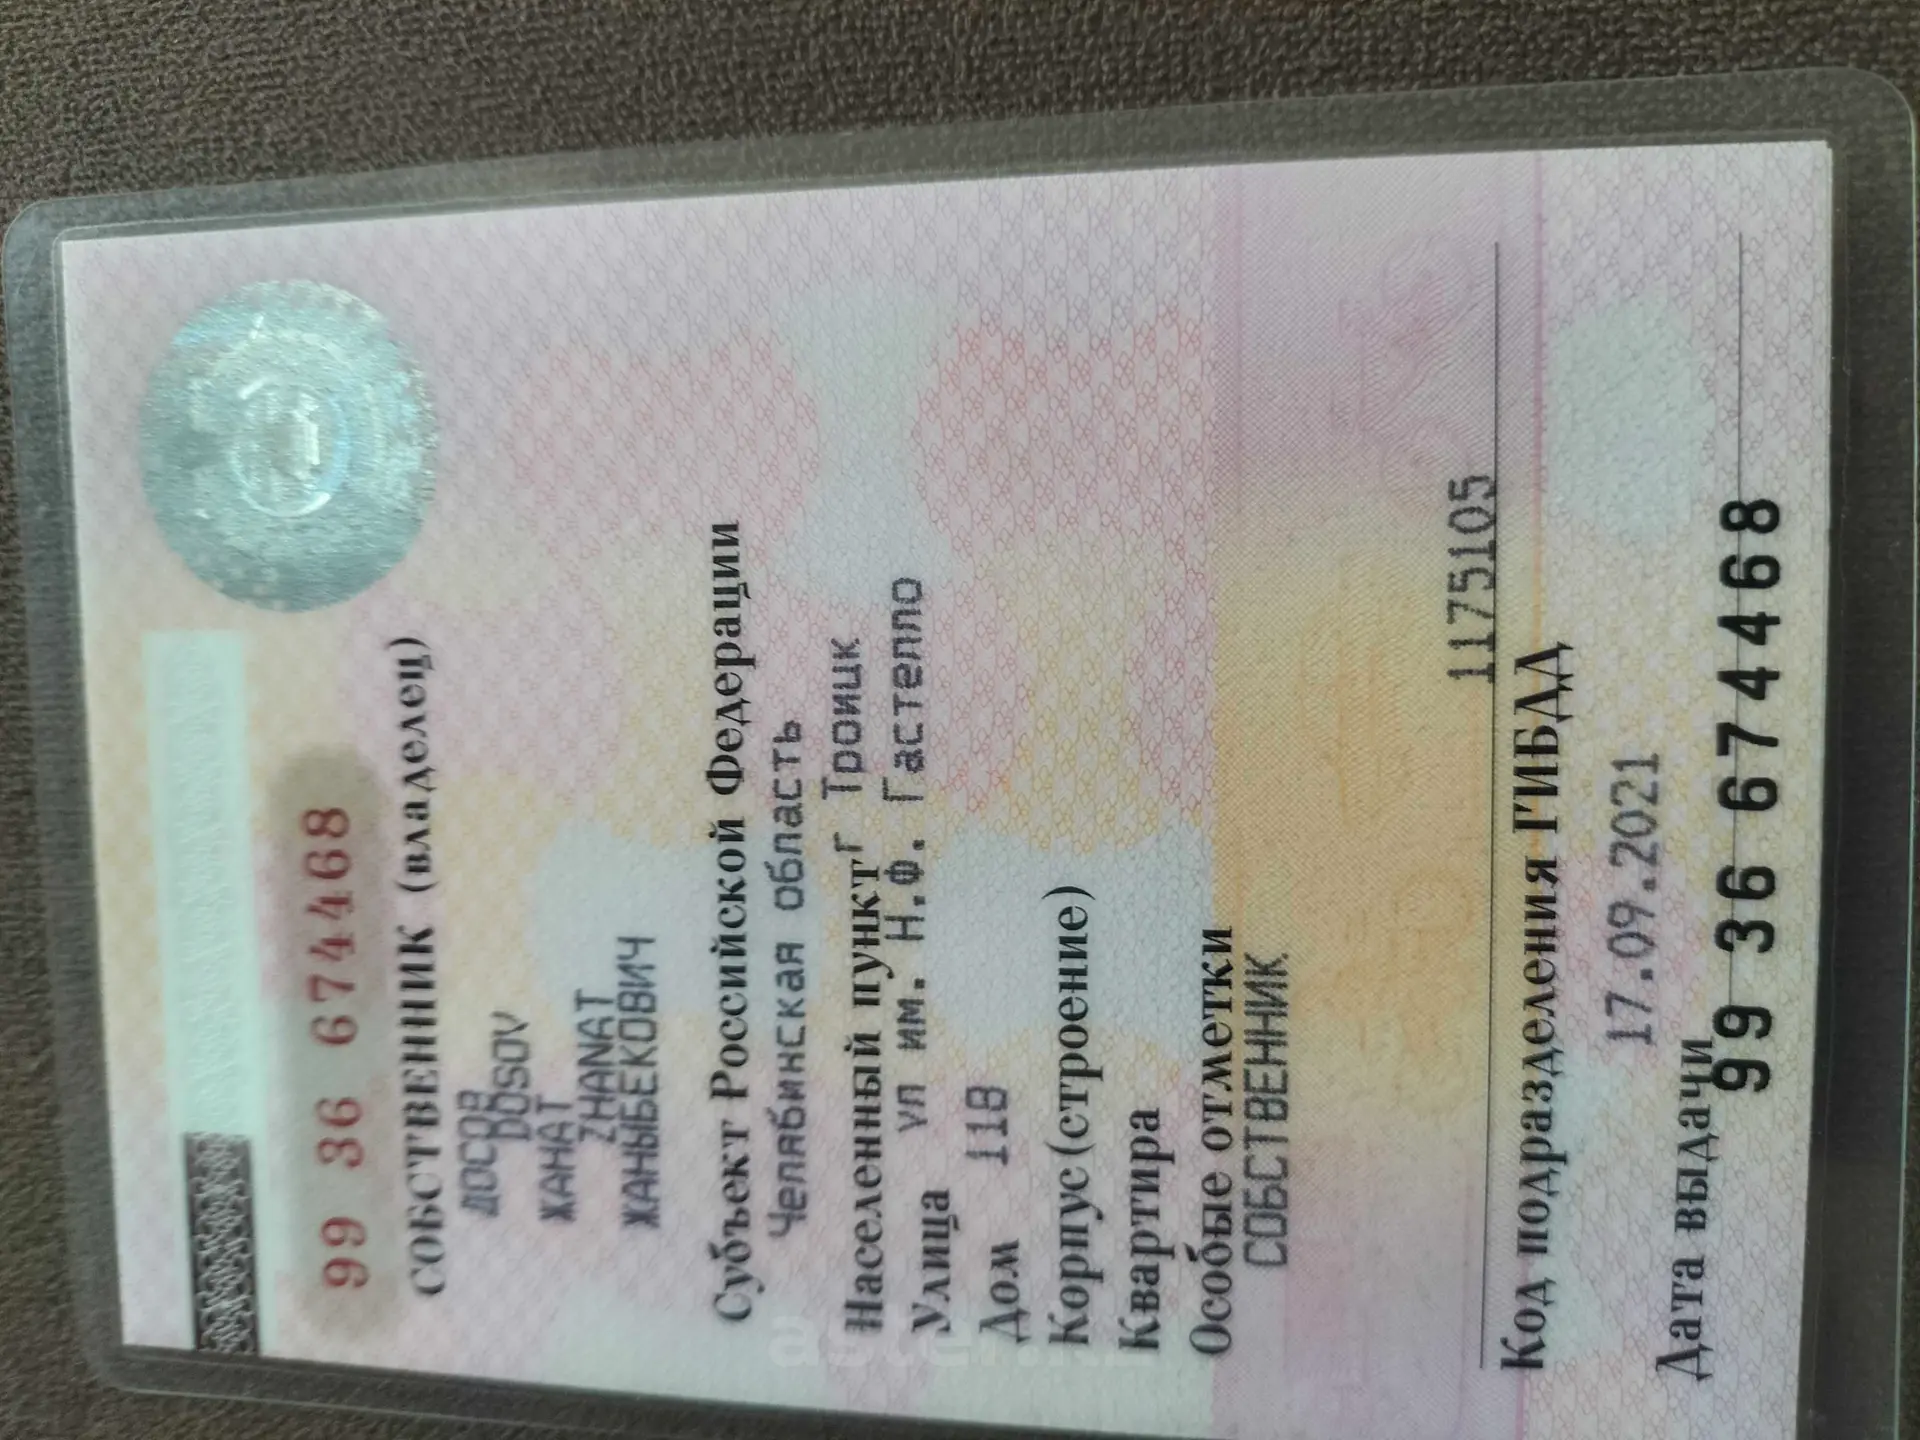 99 36 674468
СОБСТВЕННИК (владелец)
ДОСОВ
DOSOV
ЖАНАТ
ZHANAT
ЖАНЫБЕКОВИЧ
Субъект Российской Федерации
Челябинская область
Населенный пункт г Троицк
Улица ул им. Н.Ф. Гастелло
Дом 118
Корпус(строение)
Квартира
Особые отметки
СОБСТВЕННИК
1175105
Код подразделения ГИБДД
17.09.2021
Дата выдачи
99 36 674468